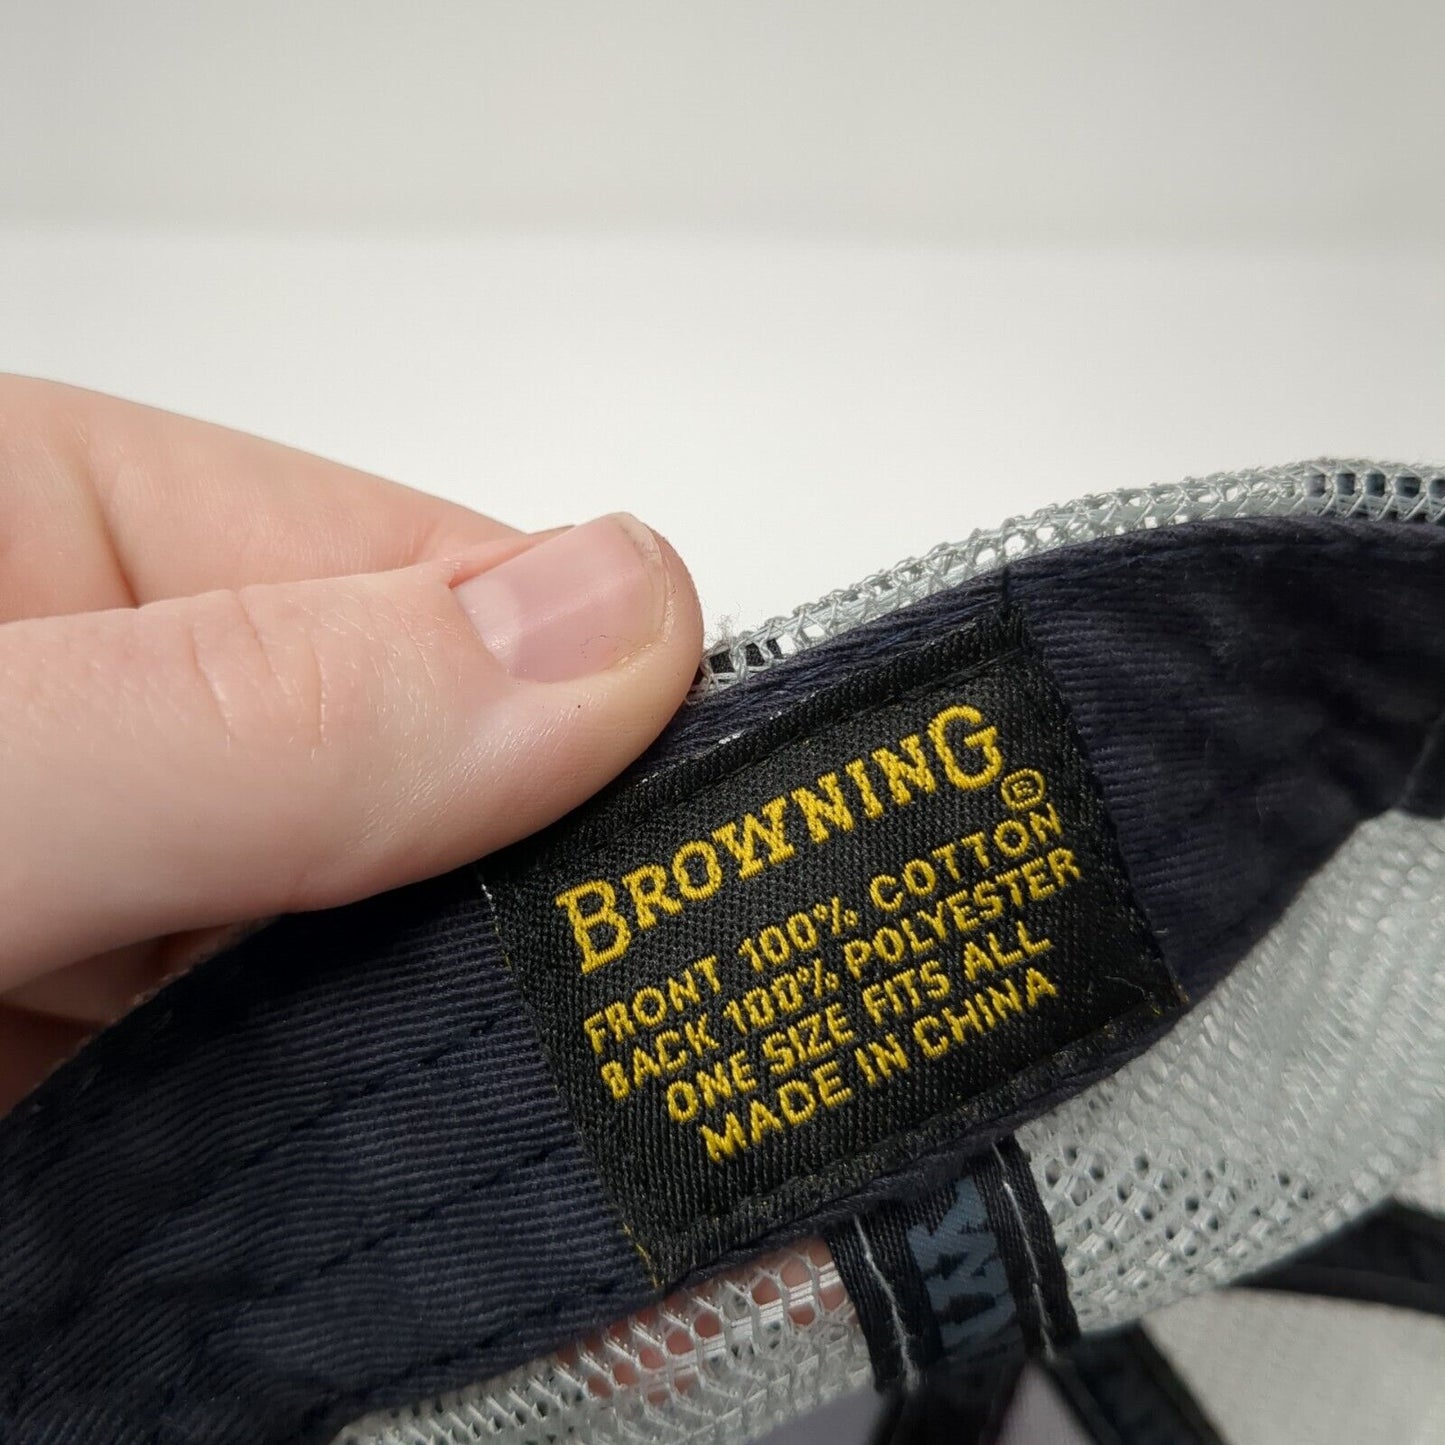 BROWNING®
FRONT 100% COTTON
BACK 100% POLYESTER
ONE SIZE FITS ALL
MADE IN CHINA